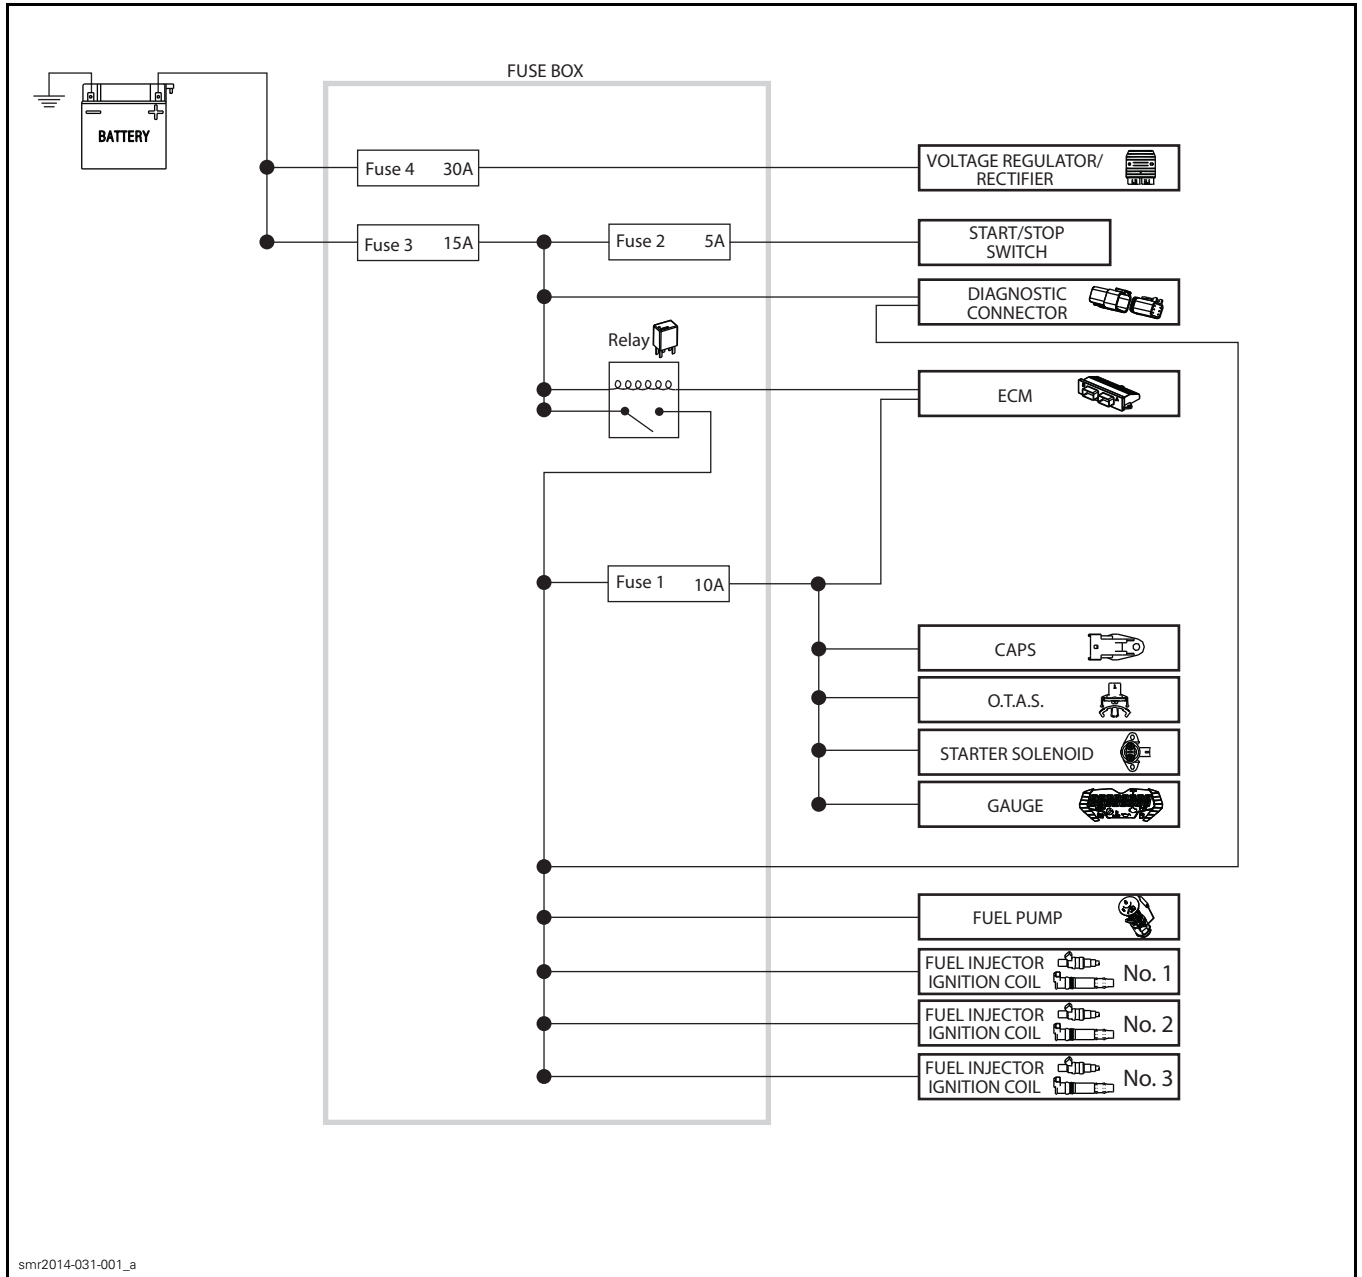 FUSE BOX
BATTERY
Fuse 4 30A
VOLTAGE REGULATOR/
RECTIFIER
Fuse 3 15A
Fuse 2 5A
START/STOP
SWITCH
DIAGNOSTIC
CONNECTOR
Relay
ECM
Fuse 1 10A
CAPS
O.T.A.S.
STARTER SOLENOID
GAUGE
FUEL PUMP
FUEL INJECTOR
IGNITION COIL
No. 1
FUEL INJECTOR
IGNITION COIL
No. 2
FUEL INJECTOR
IGNITION COIL
No. 3
smr2014-031-001_a